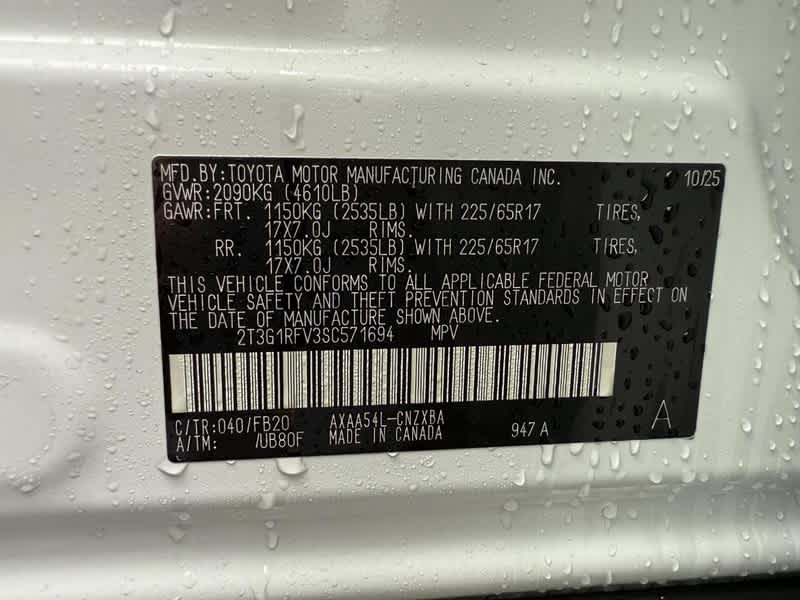 MFD.BY:TOYOTA MOTOR MANUFACTURING CANADA INC. 10/25
GVWR:2090KG (4610LB)
GAWR:FRT. 1150KG (2535LB) WITH 225/65R17 TIRES,
17X7.0J RIMS.
RR. 1150KG (2535LB) WITH 225/65R17 TIRES,
17X7.0J RIMS.
THIS VEHICLE CONFORMS TO ALL APPLICABLE FEDERAL MOTOR
VEHICLE SAFETY AND THEFT PREVENTION STANDARDS IN EFFECT ON
THE DATE OF MANUFACTURE SHOWN ABOVE.
2T3G1RFV3SC571694 MPV
C/TR:040/FB20 AXAA54L-CNZXBA
A/TM: /UB80F MADE IN CANADA 947A A